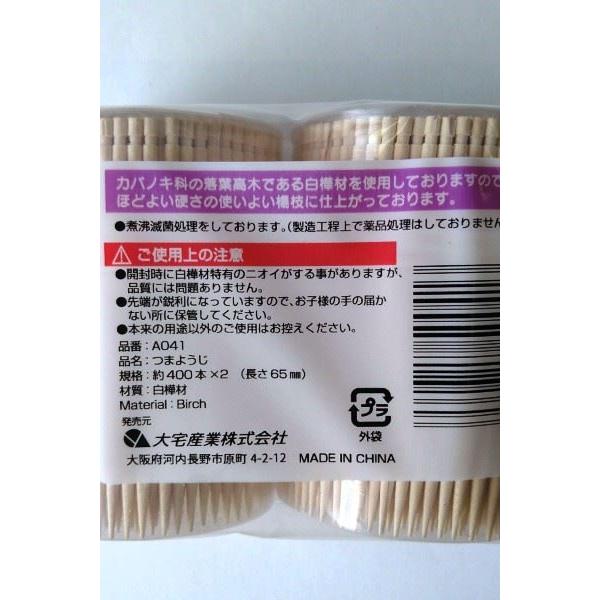 カバノキ科の落葉高木である白樺材を使用しておりますので
ほどよい硬さの使いよい楊枝に仕上がっております。
●煮沸滅菌処理をしております。(製造工程上で薬品処理はしておりません
ご使用上の注意
●開封時に白樺材特有のニオイがする事がありますが、
品質には問題ありません。
●先端が鋭利になっていますので、お子様の手の届か
ない所に保管してください。
●本来の用途以外のご使用はお控えください。
品番:A041
品名:つまようじ
規格:約400本×2 (長さ65㎜)
材質:白樺材
Material : Birch
発売元
大宅産業株式会社
大阪府河内長野市原町 4-2-12 MADE IN CHINA
プラ
外袋